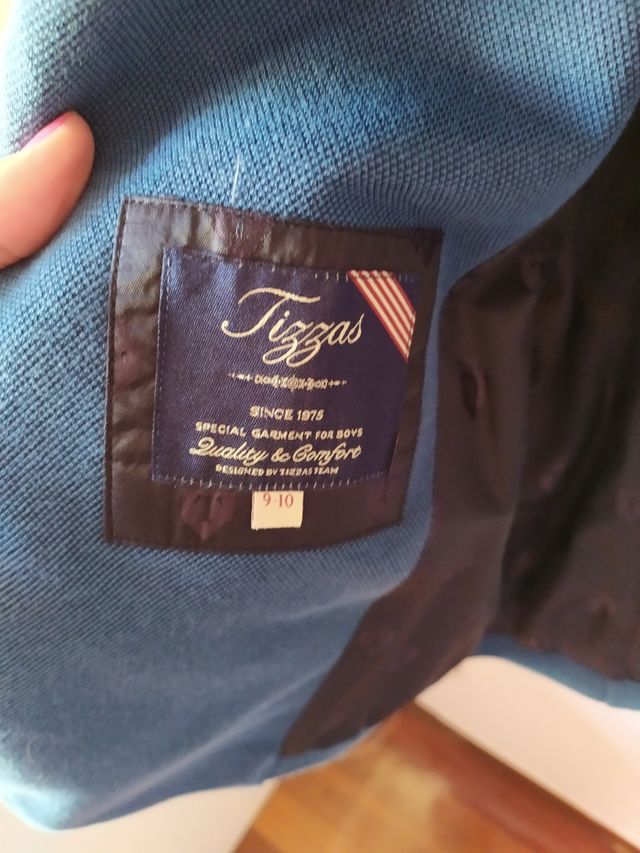 Tizzas
SINCE 1975
SPECIAL GARMENT FOR BOYS
Quality & Comfort
DESIGNED BY TIZZAS TEAM
9-10
T